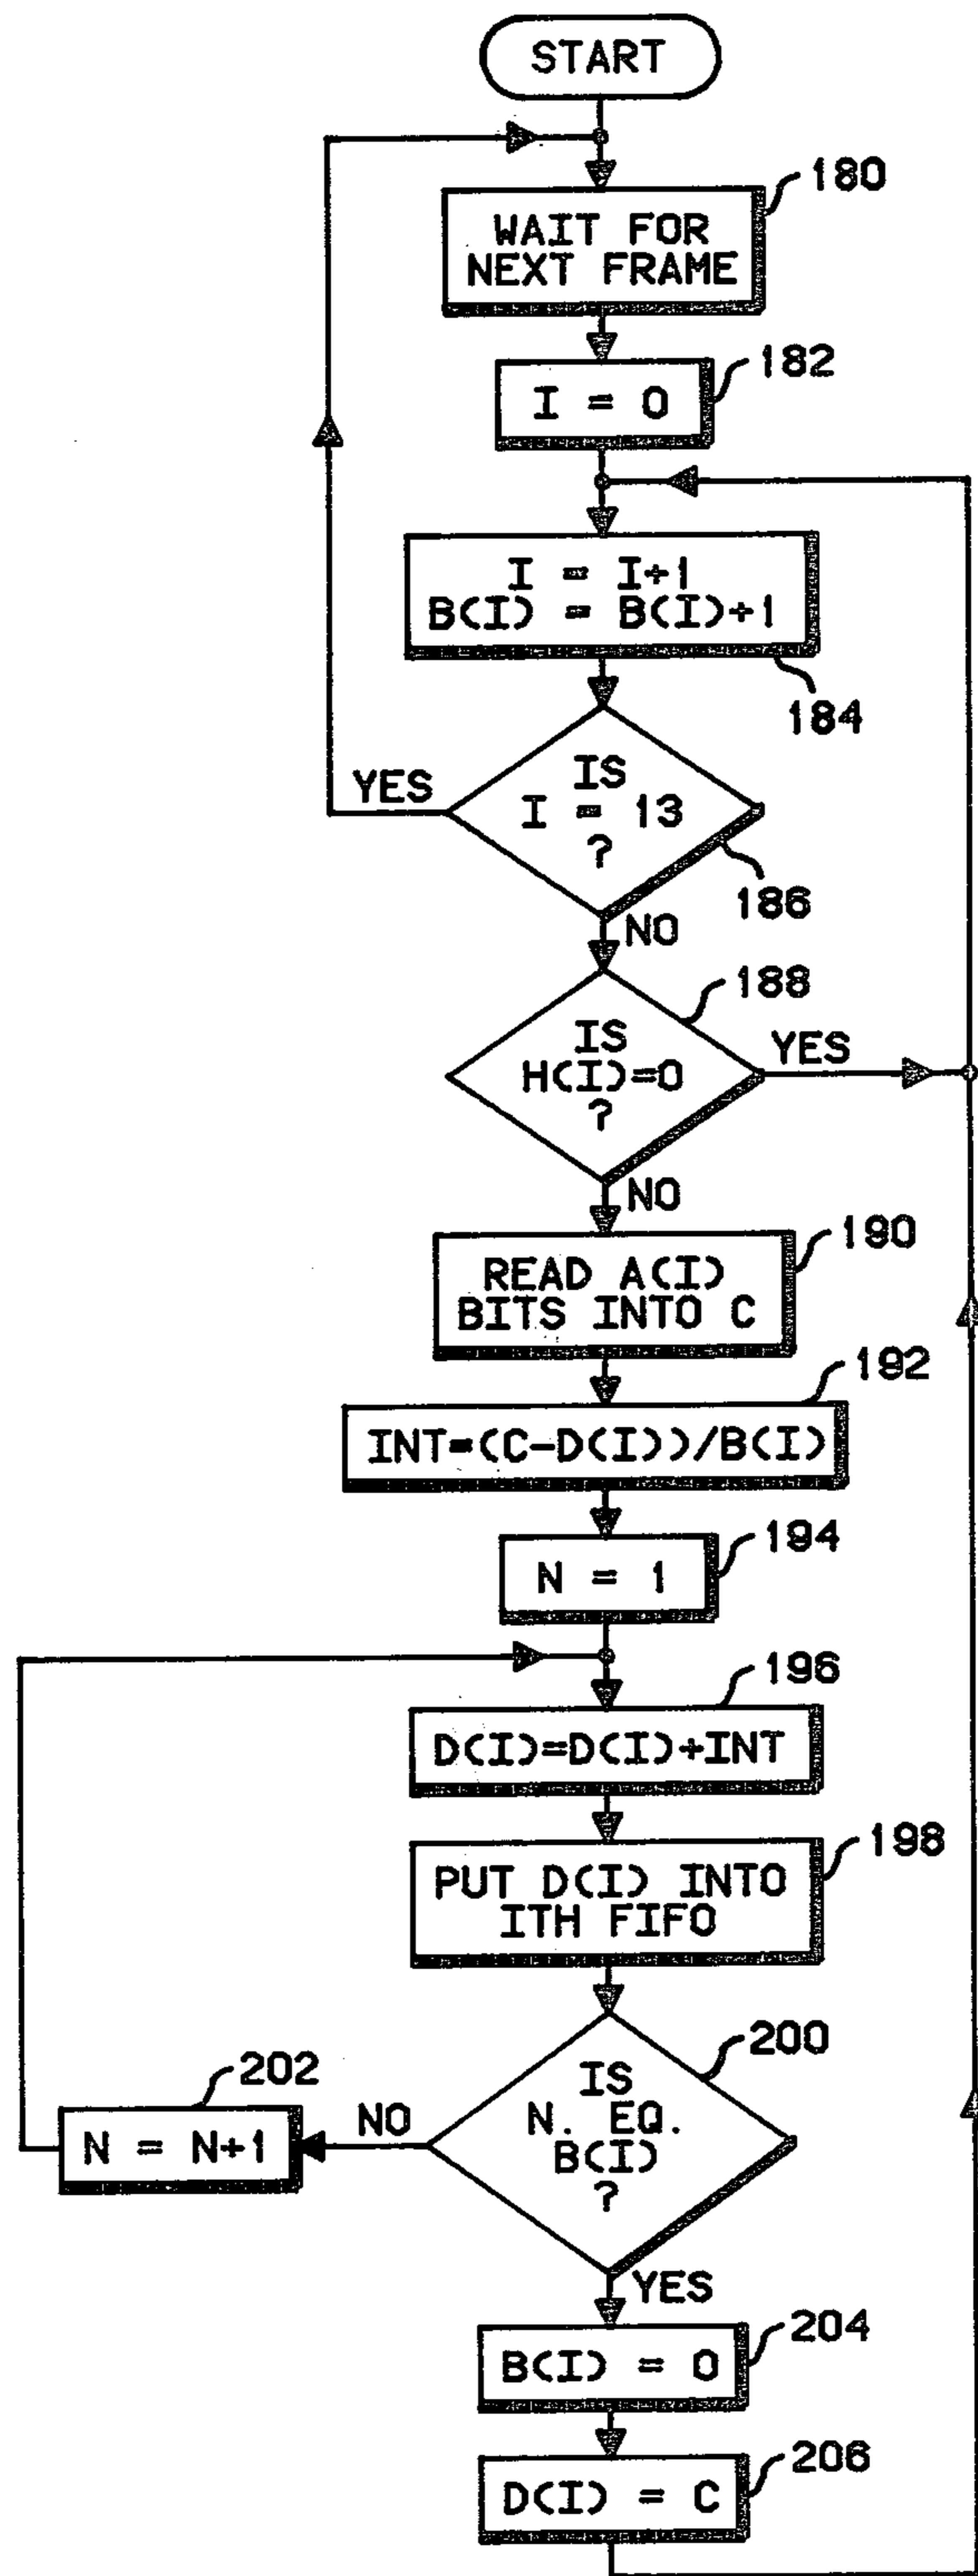 START
180
WAIT FOR
NEXT FRAME
182
I = 0
I = I+1
B(I) = B(I)+1
184
YES
IS
I = 13
?
186
NO
188
IS
H(I)=0
?
YES
NO
190
READ A(I)
BITS INTO C
192
INT=(C-D(I))/B(I)
194
N = 1
196
D(I)=D(I)+INT
198
PUT D(I) INTO
ITH FIFO
200
IS
N. EQ.
B(I)
?
202
NO
N = N+1
YES
204
B(I) = 0
206
D(I) = C